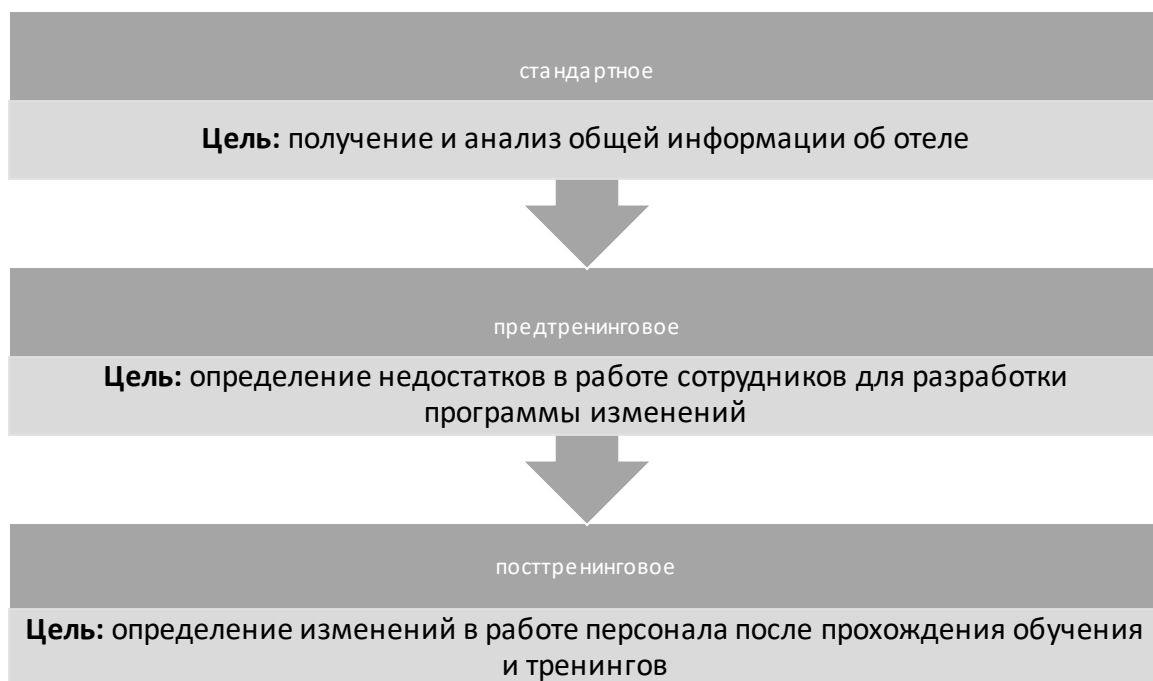 стандартное
Цель: получение и анализ общей информации об отеле
предтренинговое
Цель: определение недостатков в работе сотрудников для разработки
программы изменений
посттренинговое
Цель: определение изменений в работе персонала после прохождения обучения
и тренингов